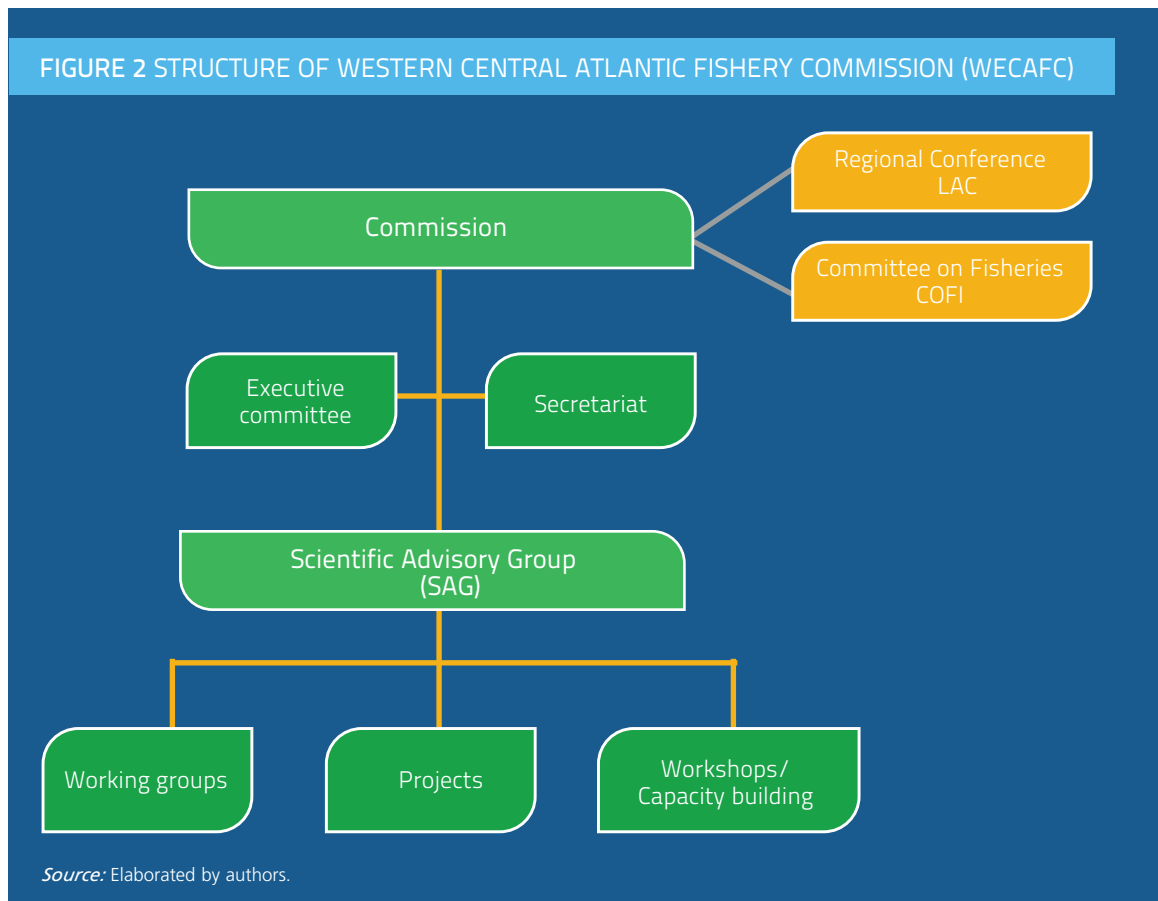 FIGURE 2 STRUCTURE OF WESTERN CENTRAL ATLANTIC FISHERY COMMISSION (WECAFC)
Regional Conference
LAC
Commission
Committee on Fisheries
COFI
Executive
committee
Secretariat
Scientific Advisory Group
(SAG)
Working groups
Projects
Workshops/
Capacity building
Source: Elaborated by authors.